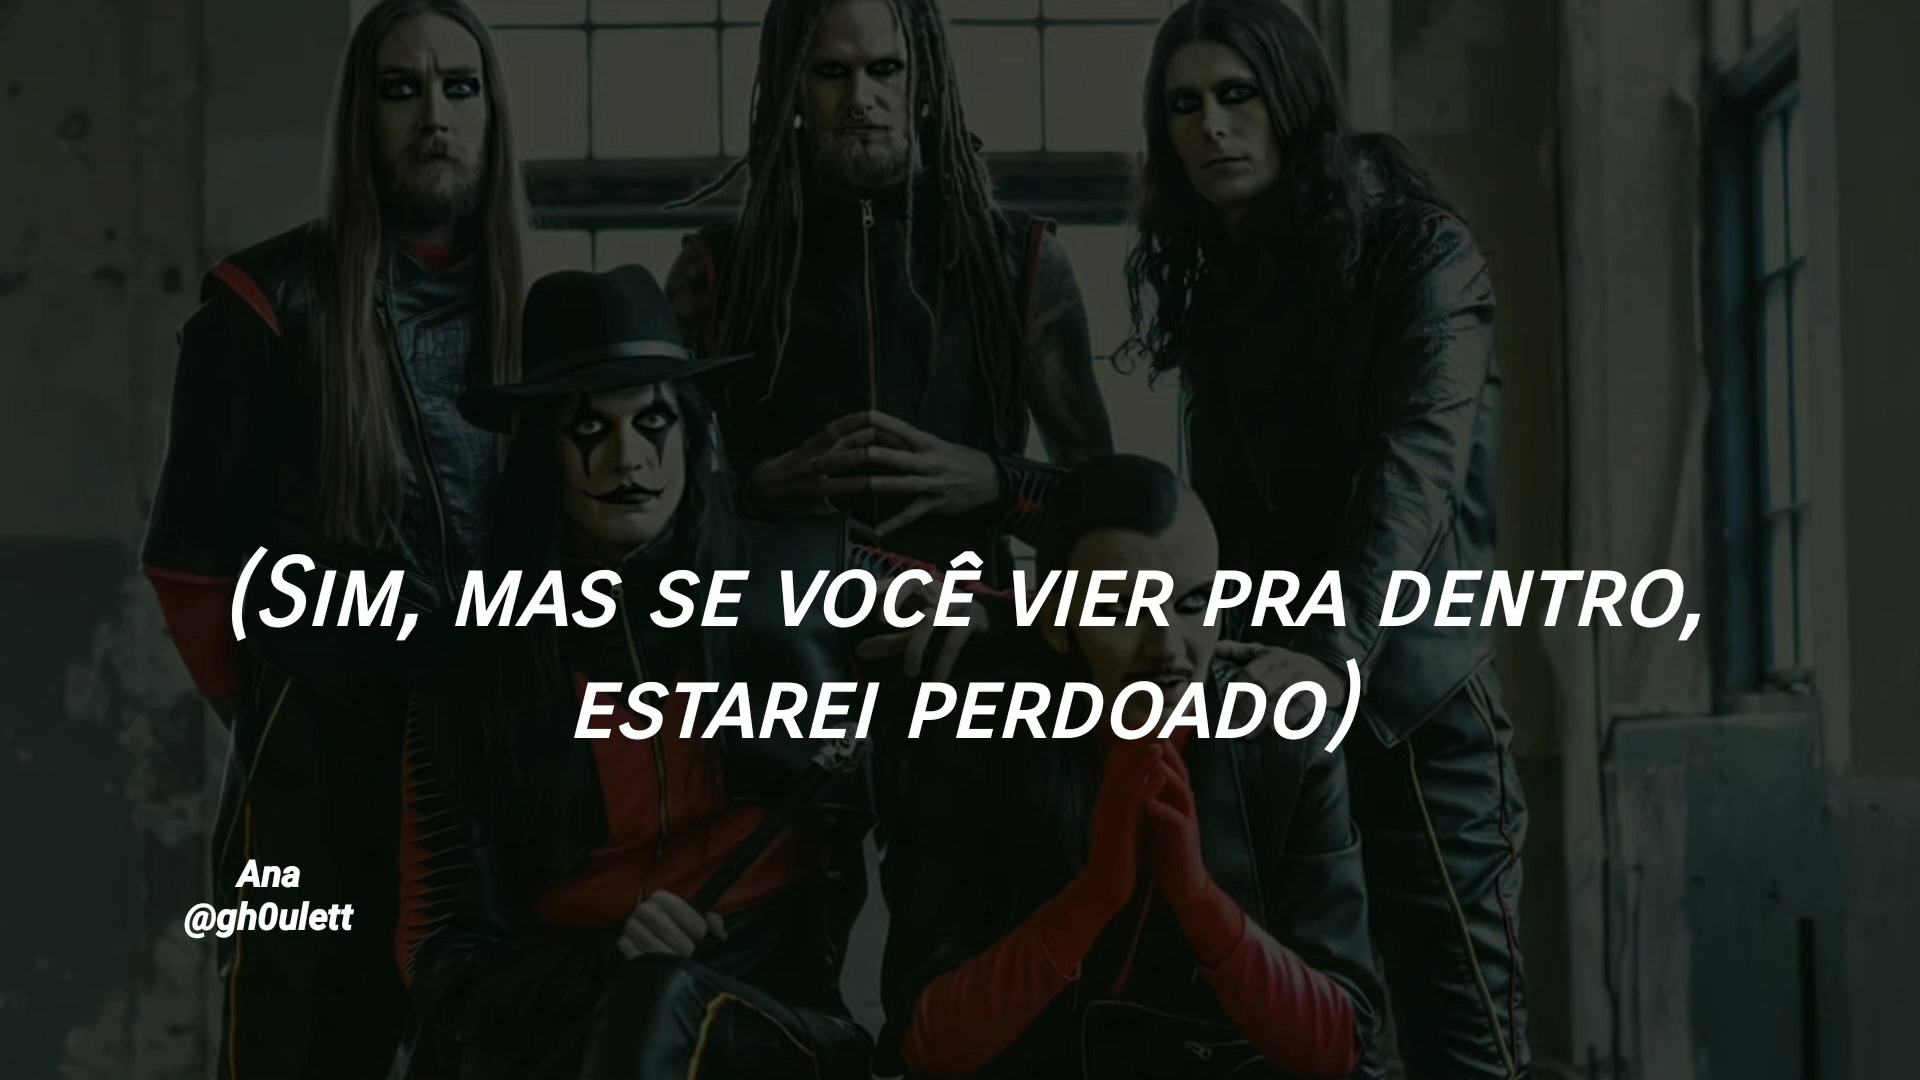 (Sim, mas se você vier pra dentro,
estarei perdoado)
Ana
@gh0ulett